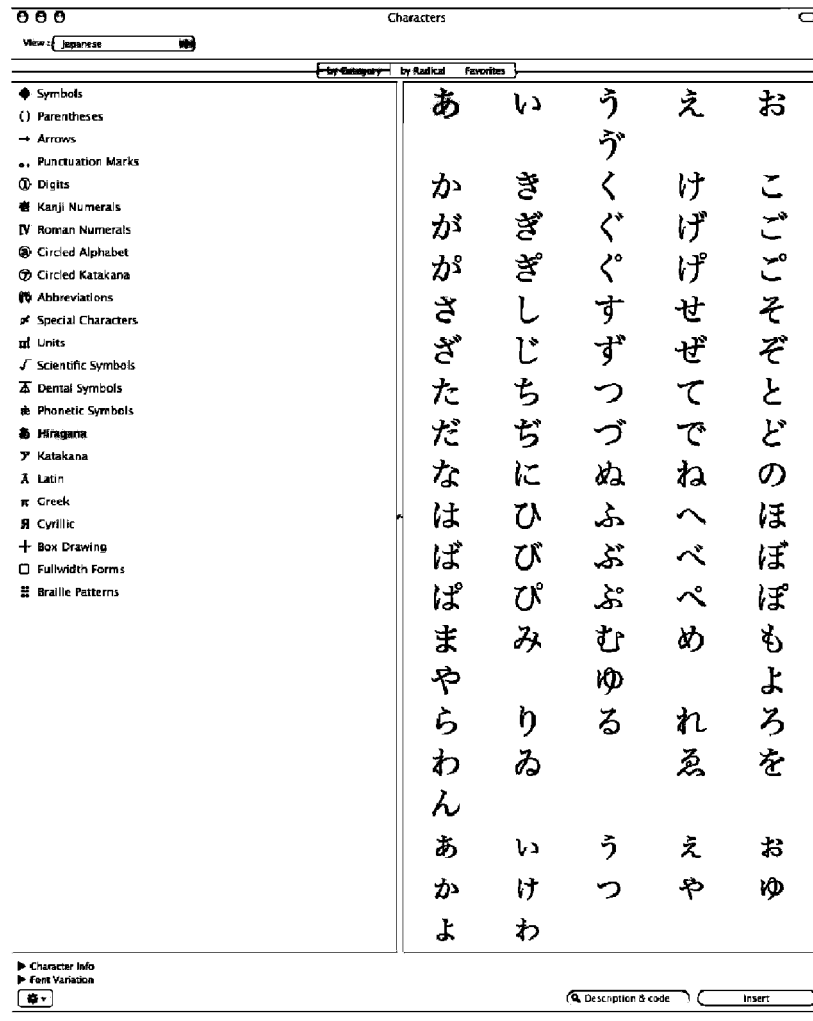 Characters
View: Japanese
by Category by Radical Favorites
Symbols
() Parentheses
→ Arrows
Punctuation Marks
① Digits
Kanji Numerals
IV Roman Numerals
ⓐ Circled Alphabet
㋐ Circled Katakana
Abbreviations
Special Characters
Units
√ Scientific Symbols
Dental Symbols
Phonetic Symbols
あ Hiragana
ア Katakana
Latin
π Greek
Я Cyrillic
Box Drawing
Fullwidth Forms
Braille Patterns
あ い う え お
ゔ
か き く け こ
が ぎ ぐ げ ご
か゚ き゚ く゚ け゚ こ゚
さ し す せ そ
ざ じ ず ぜ ぞ
た ち つ て と
だ ぢ づ で ど
な に ぬ ね の
は ひ ふ へ ほ
ば び ぶ べ ぼ
ぱ ぴ ぷ ぺ ぽ
ま み む め も
や ゆ よ
ら り る れ ろ
わ ゐ ゑ を
ん
ぁ ぃ ぅ ぇ ぉ
ゕ ゖ っ ゃ ゅ
ょ ゎ
Character Info
Font Variation
Description & code Insert